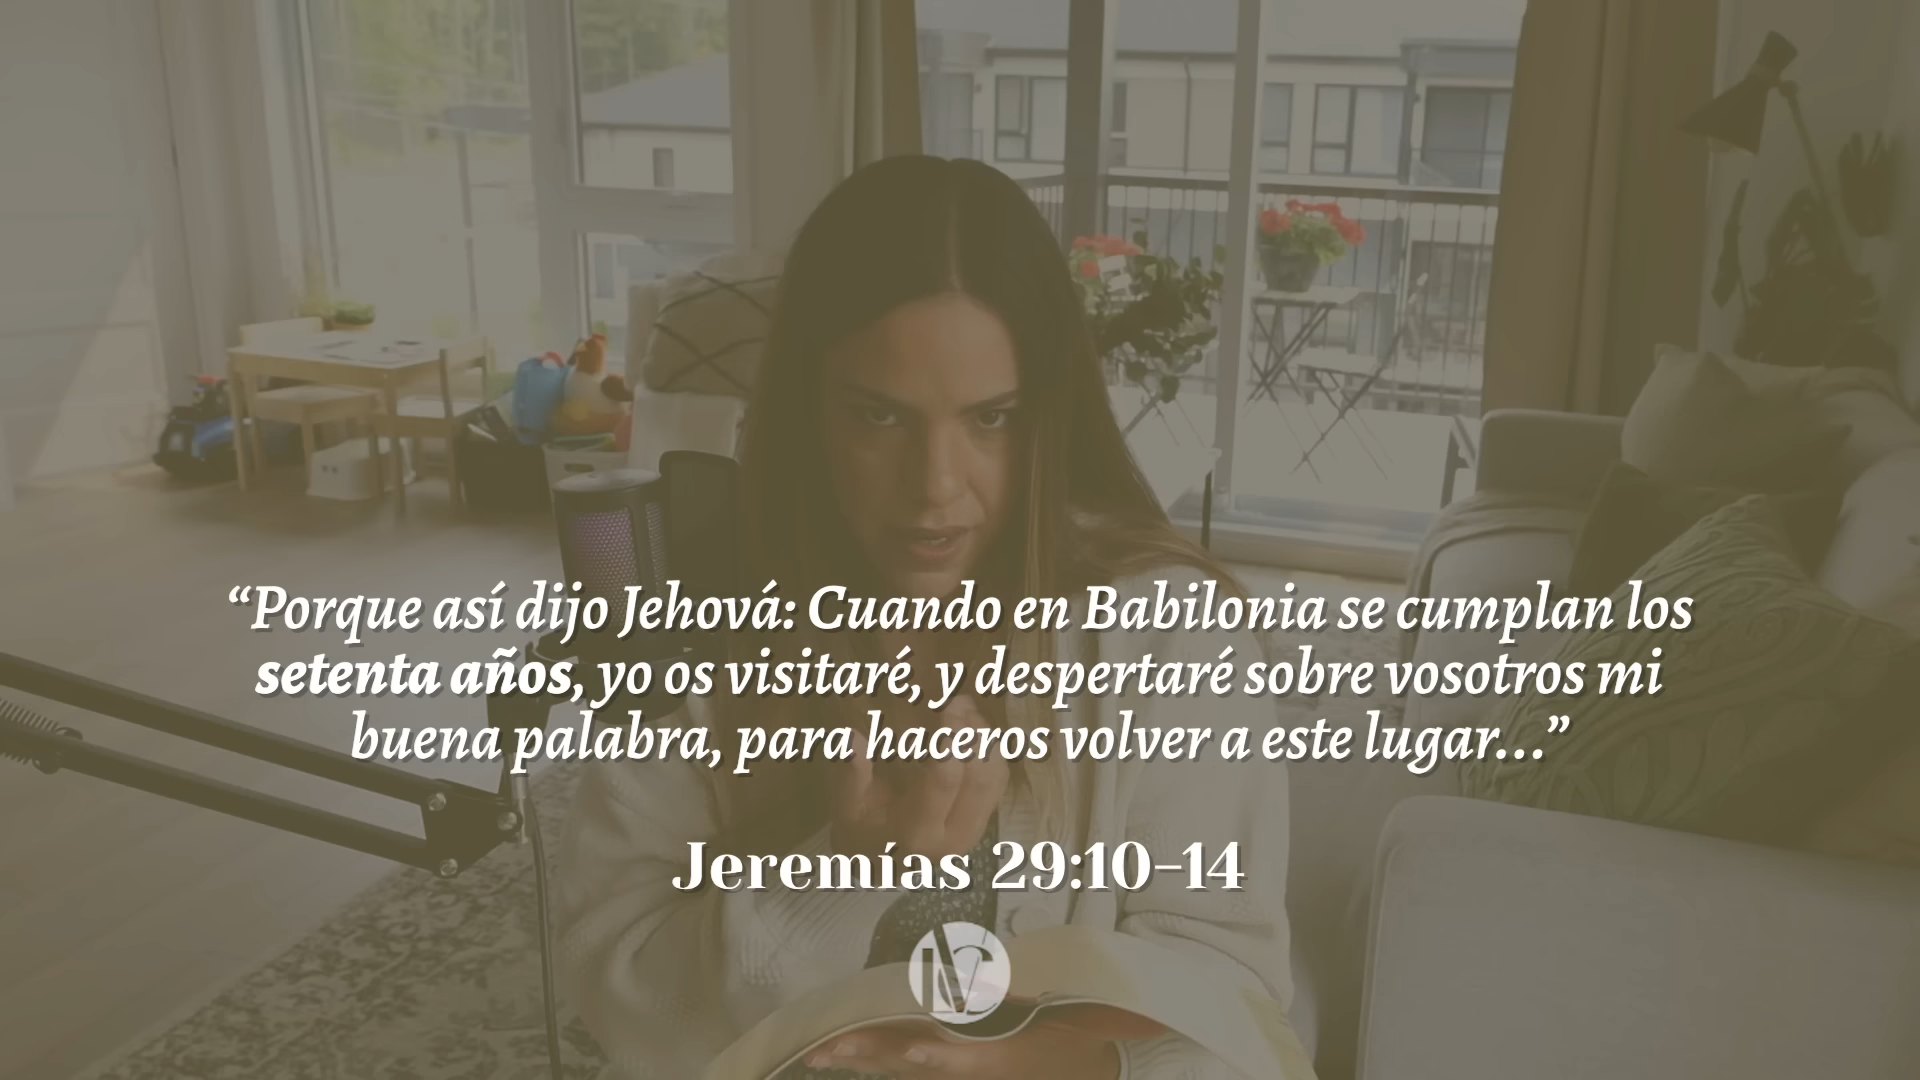 “Porque así dijo Jehová: Cuando en Babilonia se cumplan los
setenta años, yo os visitaré, y despertaré sobre vosotros mi
buena palabra, para haceros volver a este lugar...”
Jeremías 29:10–14